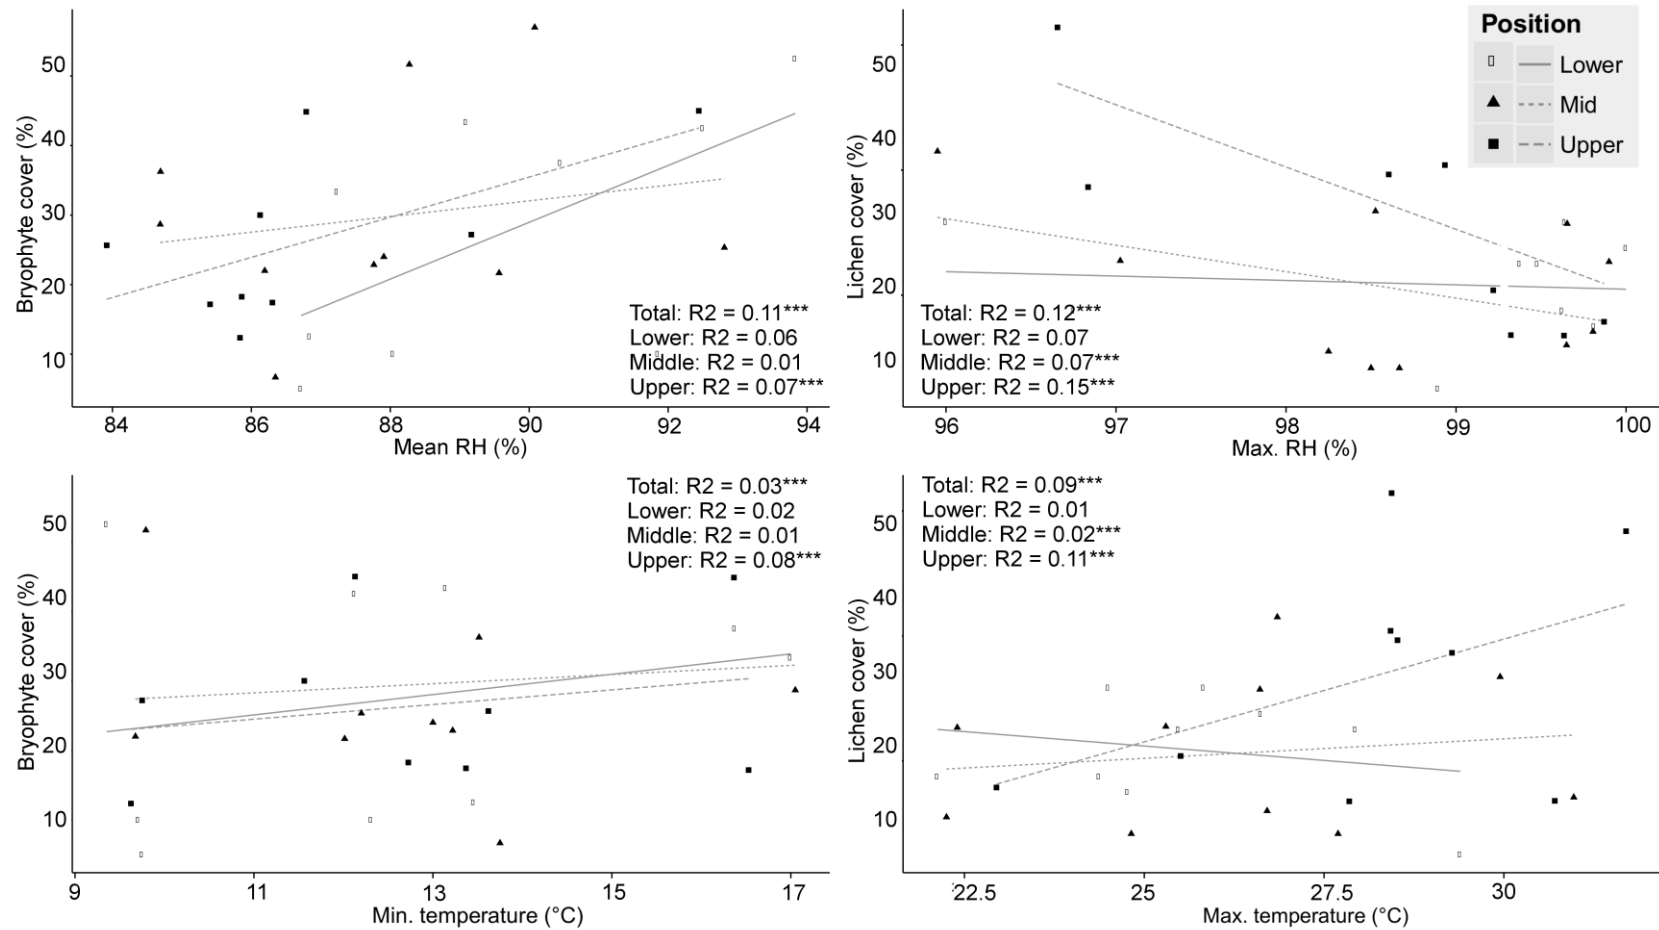 50
40
30
20
10
Bryophyte cover (%)
Total: R2 = 0.11***
Lower: R2 = 0.06
Middle: R2 = 0.01
Upper: R2 = 0.07***
84 86 88 90 92 94
Mean RH (%)
50
40
30
20
10
Lichen cover (%)
Position
Lower
Mid
Upper
Total: R2 = 0.12***
Lower: R2 = 0.07
Middle: R2 = 0.07***
Upper: R2 = 0.15***
96 97 98 99 100
Max. RH (%)
50
40
30
20
10
Bryophyte cover (%)
Total: R2 = 0.03***
Lower: R2 = 0.02
Middle: R2 = 0.01
Upper: R2 = 0.08***
9 11 13 15 17
Min. temperature (°C)
50
40
30
20
10
Lichen cover (%)
Total: R2 = 0.09***
Lower: R2 = 0.01
Middle: R2 = 0.02***
Upper: R2 = 0.11***
22.5 25 27.5 30
Max. temperature (°C)